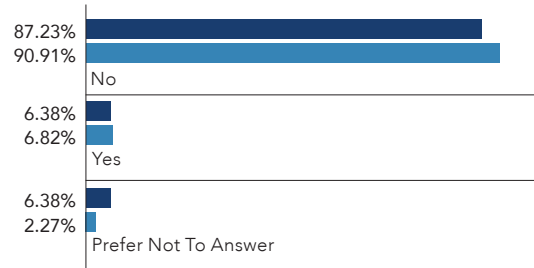 87.23%
90.91%
No
6.38%
6.82%
Yes
6.38%
2.27%
Prefer Not To Answer